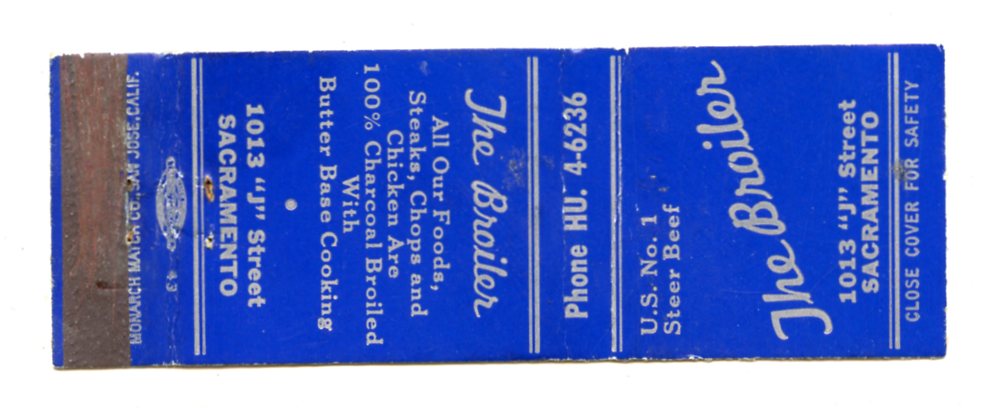 The Broiler
All Our Foods,
Steaks, Chops and
Chicken Are
100% Charcoal Broiled
With
Butter Base Cooking
1013 "J" Street
SACRAMENTO
MONARCH MATCH CO., SAN JOSE, CALIF.
Phone HU. 4-6236
U.S. No. 1
Steer Beef
The Broiler
1013 "J" Street
SACRAMENTO
CLOSE COVER FOR SAFETY